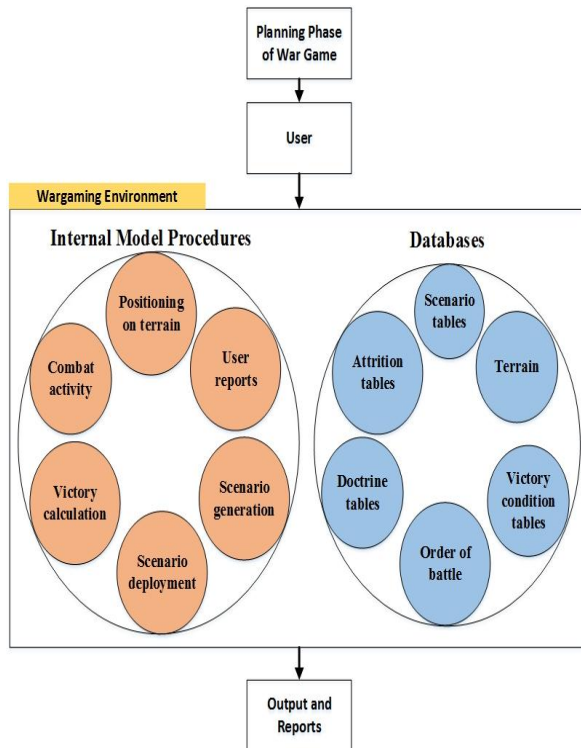 Planning Phase
of War Game
User
Wargaming Environment
Internal Model Procedures
Positioning
on terrain
User
reports
Scenario
generation
Scenario
deployment
Victory
calculation
Combat
activity
Databases
Scenario
tables
Terrain
Victory
condition
tables
Order of
battle
Doctrine
tables
Attrition
tables
Output and
Reports